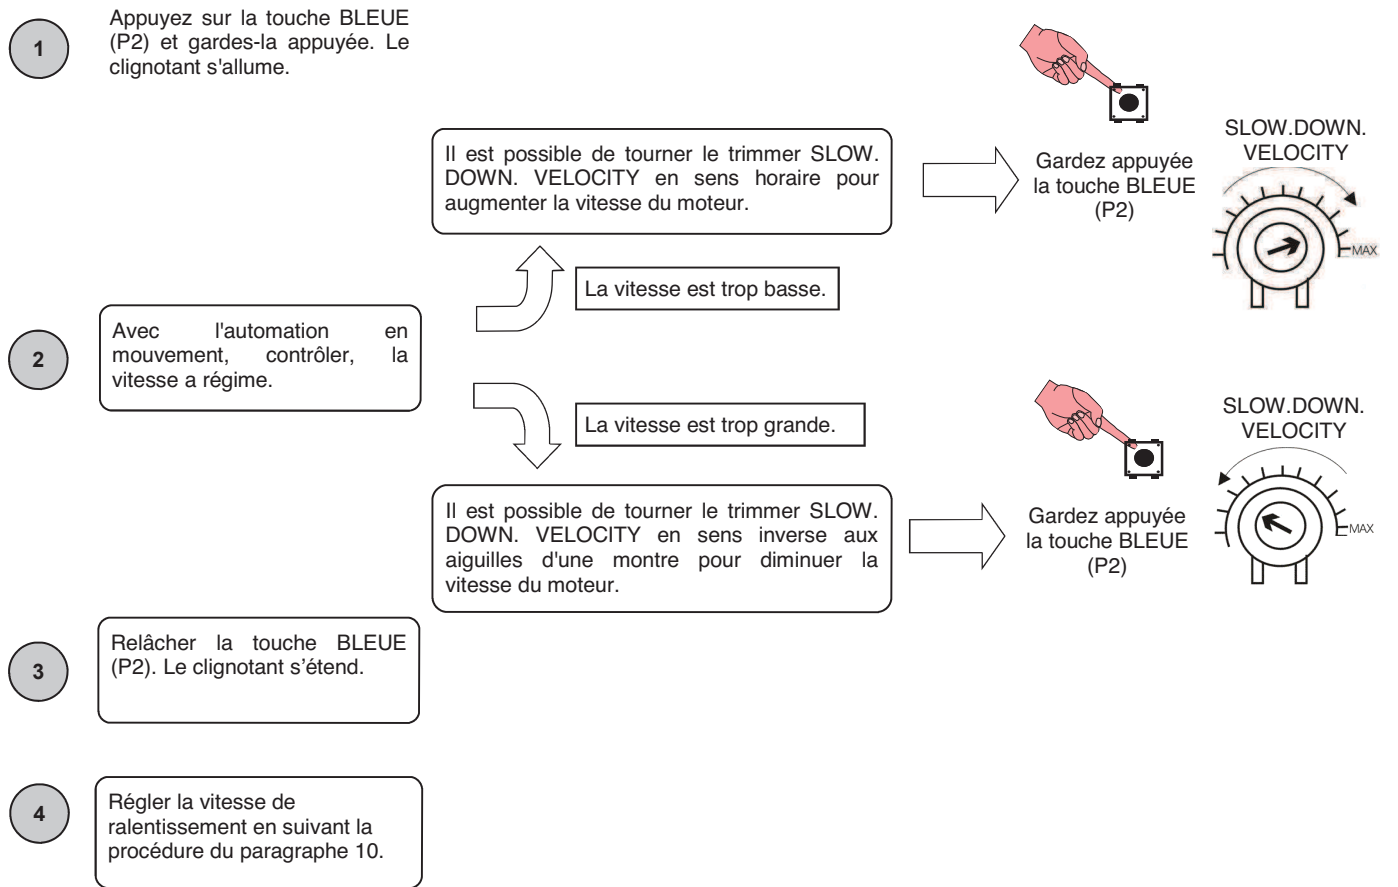 1
Appuyez sur la touche BLEUE
(P2) et gardes-la appuyée. Le
clignotant s'allume.
Il est possible de tourner le trimmer SLOW.
DOWN. VELOCITY en sens horaire pour
augmenter la vitesse du moteur.
Gardez appuyée
la touche BLEUE
(P2)
SLOW.DOWN.
VELOCITY
MAX
La vitesse est trop basse.
2
Avec l'automation en
mouvement, contrôler, la
vitesse a régime.
La vitesse est trop grande.
Il est possible de tourner le trimmer SLOW.
DOWN. VELOCITY en sens inverse aux
aiguilles d'une montre pour diminuer la
vitesse du moteur.
Gardez appuyée
la touche BLEUE
(P2)
SLOW.DOWN.
VELOCITY
MAX
3
Relâcher la touche BLEUE
(P2). Le clignotant s’étend.
4
Régler la vitesse de
ralentissement en suivant la
procédure du paragraphe 10.